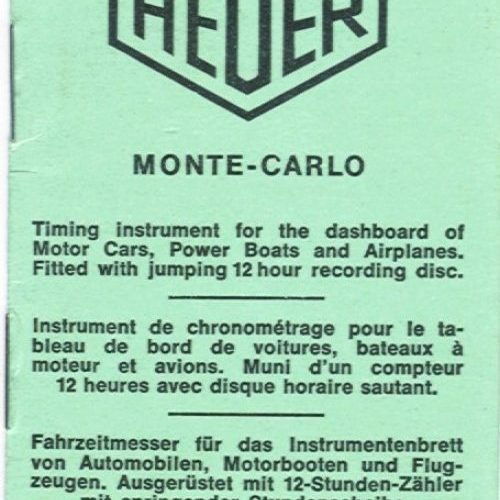 HEUER
MONTE-CARLO
Timing instrument for the dashboard of
Motor Cars, Power Boats and Airplanes.
Fitted with jumping 12 hour recording disc.
Instrument de chronométrage pour le ta-
bleau de bord de voitures, bateaux à
moteur et avions. Muni d'un compteur
12 heures avec disque horaire sautant.
Fahrzeitmesser für das Instrumentenbrett
von Automobilen, Motorbooten und Flug-
zeugen. Ausgerüstet mit 12-Stunden-Zähler
mit springender